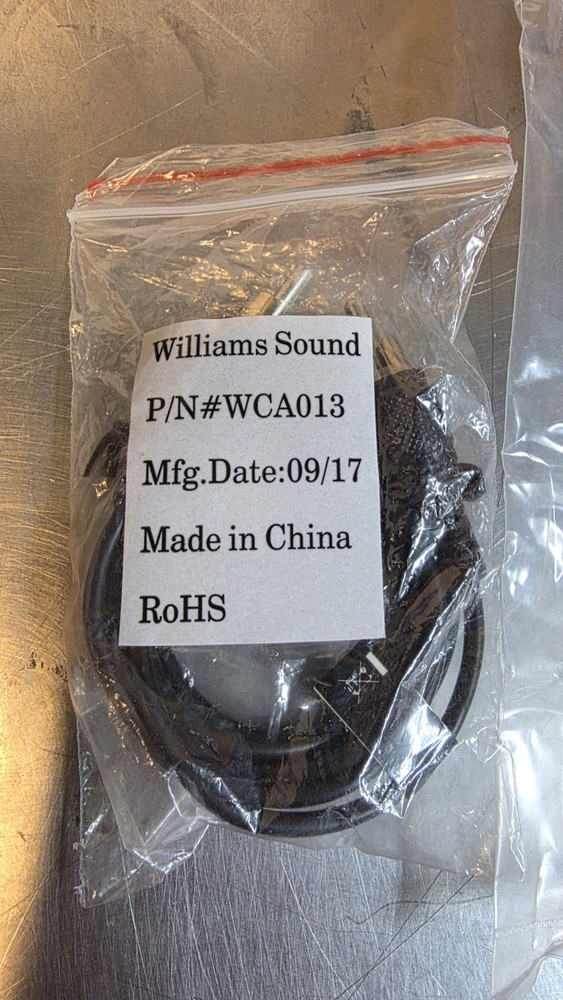 Williams Sound
P/N#WCA013
Mfg.Date:09/17
Made in China
RoHS